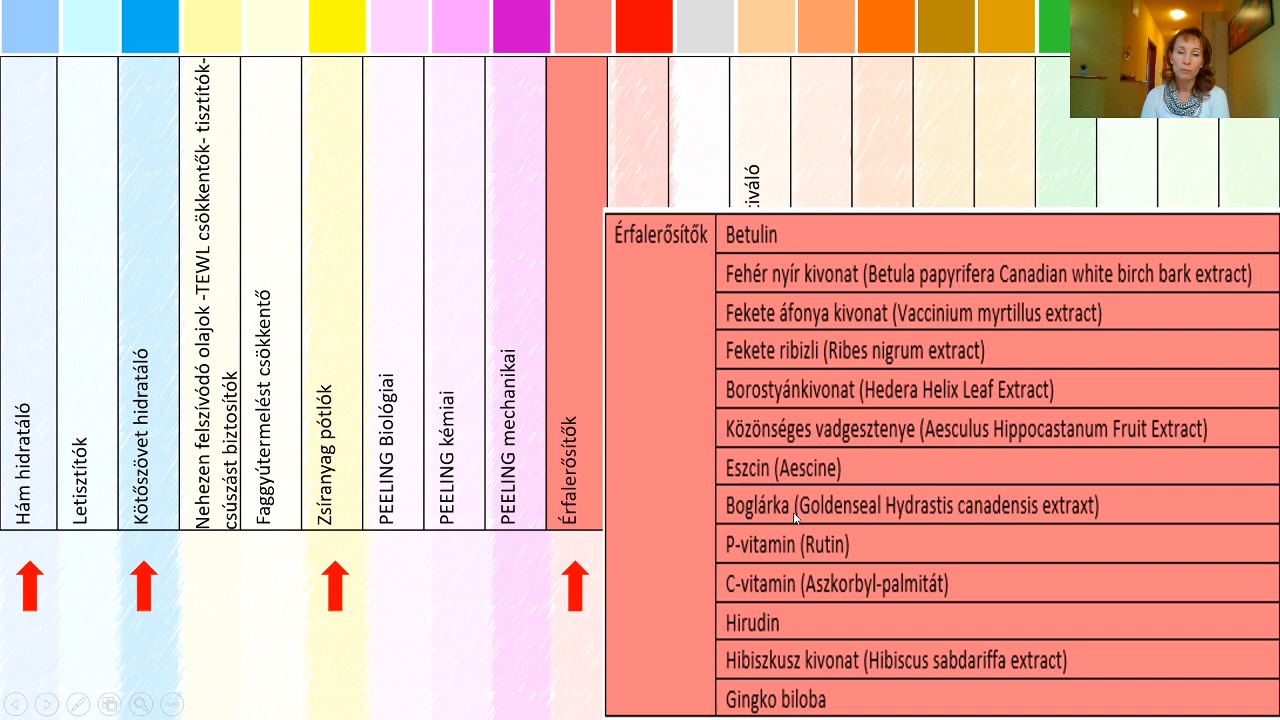 Hám hidratáló
Letisztítók
Kötőszövet hidratáló
Nehezen felszívódó olajok -TEWL csökkentők- tisztítók-
csúszást biztosítók
Faggyútermelést csökkentő
Zsíranyag pótlók
PEELING Biológiai
PEELING kémiai
PEELING mechanikai
Érfalerősítők
Érfalerősítők
Betulin
Fehér nyír kivonat (Betula papyrifera Canadian white birch bark extract)
Fekete áfonya kivonat (Vaccinium myrtillus extract)
Fekete ribizli (Ribes nigrum extract)
Borostyánkivonat (Hedera Helix Leaf Extract)
Közönséges vadgesztenye (Aesculus Hippocastanum Fruit Extract)
Eszcin (Aescine)
Boglárka (Goldenseal Hydrastis canadensis extraxt)
P-vitamin (Rutin)
C-vitamin (Aszkorbyl-palmitát)
Hirudin
Hibiszkusz kivonat (Hibiscus sabdariffa extract)
Gingko biloba